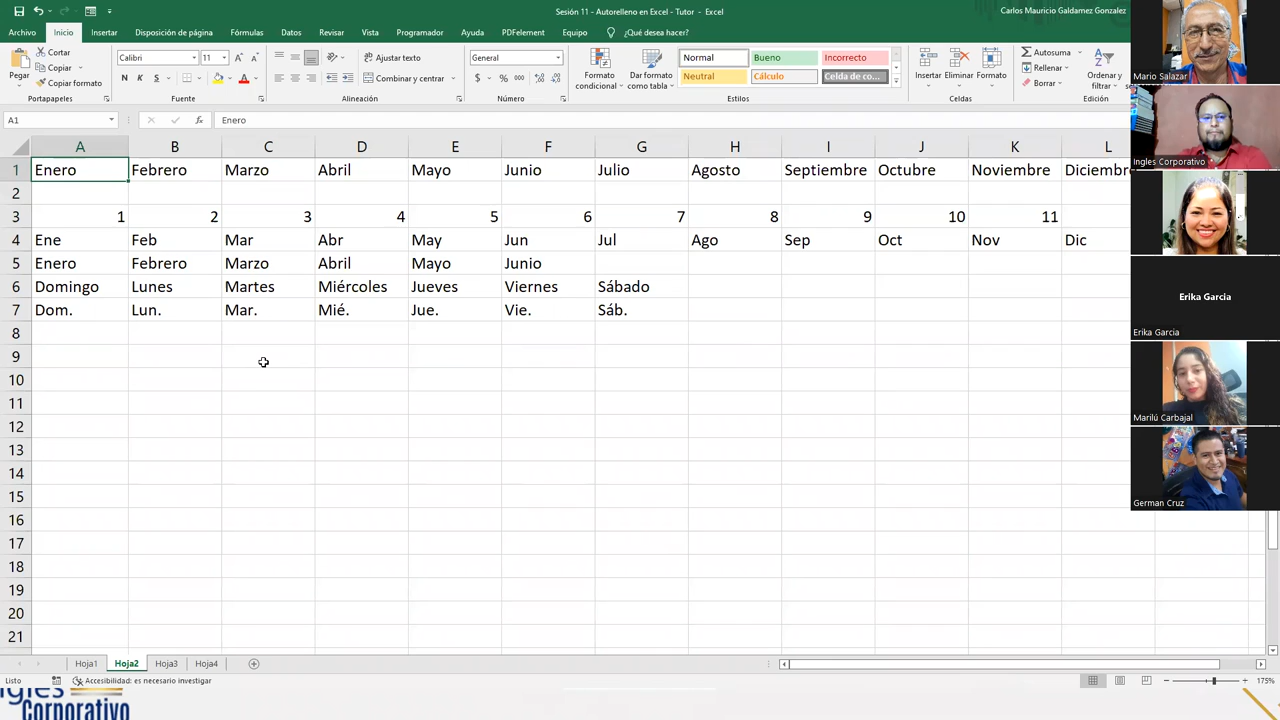 Sesión 11 - Autorelleno en Excel - Tutor - Excel
Carlos Mauricio Galdamez Gonzalez
Archivo Inicio Insertar Disposición de página Fórmulas Datos Revisar Vista Programador Ayuda PDFelement Equipo ¿Qué desea hacer?
Pegar
Cortar
Copiar
Copiar formato
Portapapeles
Calibri 11
N K S
Fuente
Ajustar texto
Combinar y centrar
Alineación
General
$ % 000
Número
Formato condicional
Dar formato como tabla
Normal Bueno Incorrecto
Neutral Cálculo Celda de co...
Estilos
Insertar Eliminar Formato
Celdas
Autosuma
Rellenar
Borrar
Ordenar y filtrar
Edición
A1 fx Enero
A B C D E F G H I J K L
1 Enero Febrero Marzo Abril Mayo Junio Julio Agosto Septiembre Octubre Noviembre Diciembre
2
3 1 2 3 4 5 6 7 8 9 10 11
4 Ene Feb Mar Abr May Jun Jul Ago Sep Oct Nov Dic
5 Enero Febrero Marzo Abril Mayo Junio
6 Domingo Lunes Martes Miércoles Jueves Viernes Sábado
7 Dom. Lun. Mar. Mié. Jue. Vie. Sáb.
8
9
10
11
12
13
14
15
16
17
18
19
20
21
Mario Salazar
Ingles Corporativo
Erika Garcia
Erika Garcia
Marilú Carbajal
German Cruz
Hoja1 Hoja2 Hoja3 Hoja4
Listo Accesibilidad: es necesario investigar 175%
Ingles
Corporativo